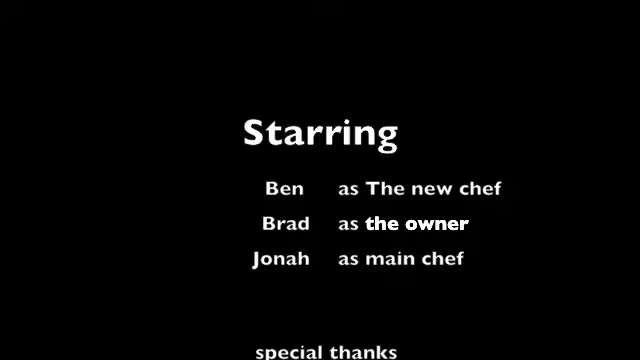 Starring
Ben as The new chef
Brad as the owner
Jonah as main chef
special thanks